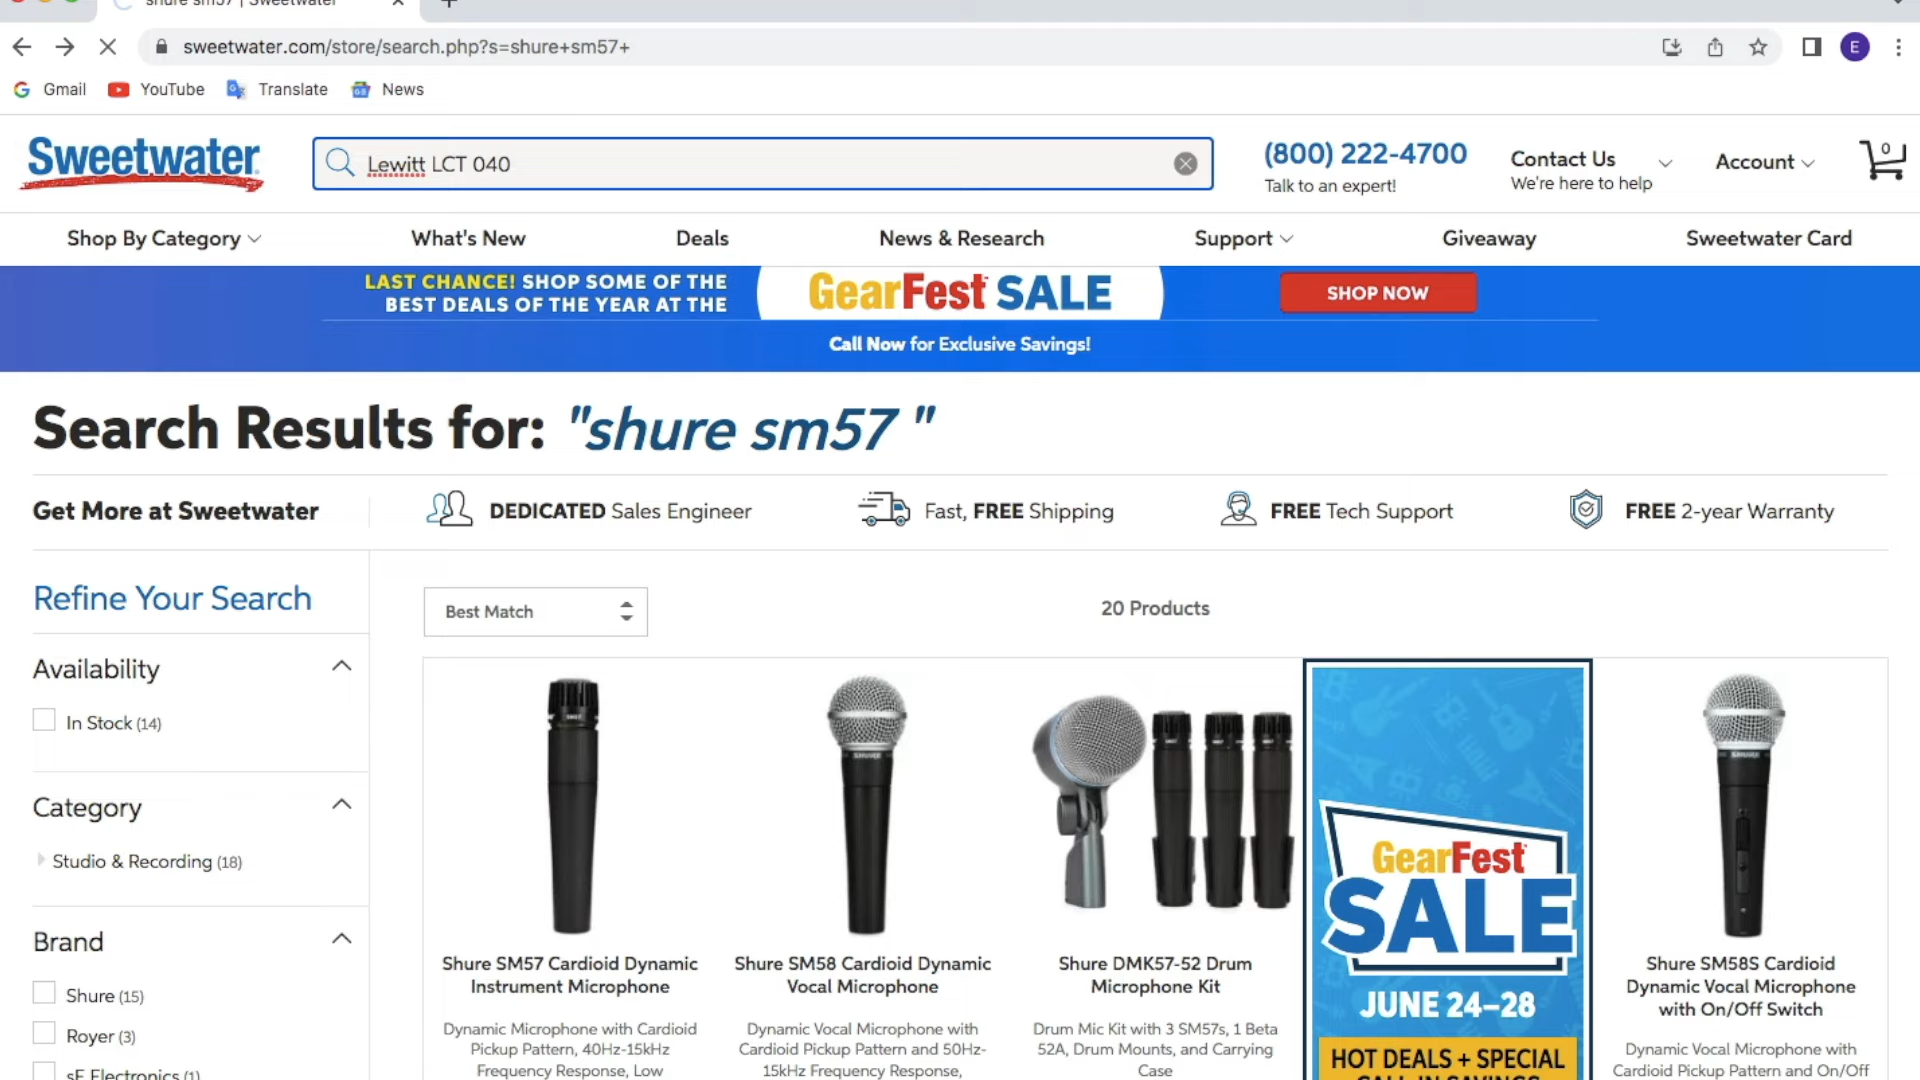 shure sm57 | Sweetwater
sweetwater.com/store/search.php?s=shure+sm57+
E
Gmail
YouTube
Translate
News
Sweetwater
Lewitt LCT 040
(800) 222-4700
Talk to an expert!
Contact Us
We're here to help
Account
0
Shop By Category
What's New
Deals
News & Research
Support
Giveaway
Sweetwater Card
LAST CHANCE! SHOP SOME OF THE
BEST DEALS OF THE YEAR AT THE
GearFest SALE
SHOP NOW
Call Now for Exclusive Savings!
Search Results for: "shure sm57 "
Get More at Sweetwater
DEDICATED Sales Engineer
Fast, FREE Shipping
FREE Tech Support
FREE 2-year Warranty
Refine Your Search
Availability
In Stock (14)
Category
Studio & Recording (18)
Brand
Shure (15)
Royer (3)
sE Electronics (1)
Best Match
20 Products
Shure SM57 Cardioid Dynamic
Instrument Microphone
Dynamic Microphone with Cardioid
Pickup Pattern, 40Hz-15kHz
Frequency Response, Low
Shure SM58 Cardioid Dynamic
Vocal Microphone
Dynamic Vocal Microphone with
Cardioid Pickup Pattern and 50Hz-
15kHz Frequency Response,
Shure DMK57-52 Drum
Microphone Kit
Drum Mic Kit with 3 SM57s, 1 Beta
52A, Drum Mounts, and Carrying
Case
GearFest
SALE
JUNE 24–28
HOT DEALS + SPECIAL
CALL-IN SAVINGS
Shure SM58S Cardioid
Dynamic Vocal Microphone
with On/Off Switch
Dynamic Vocal Microphone with
Cardioid Pickup Pattern and On/Off